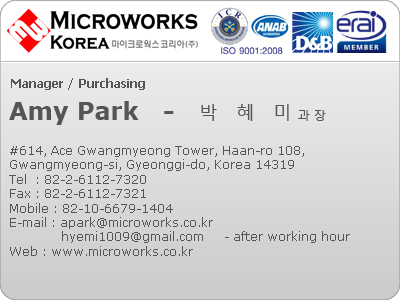 MICROWORKS
KOREA 마이크로웍스코리아(주)
ICR
ISO 9001:2008
ANAB
D&B
erai
MEMBER
Manager / Purchasing
Amy Park - 박 혜 미 과 장
#614, Ace Gwangmyeong Tower, Haan-ro 108,
Gwangmyeong-si, Gyeonggi-do, Korea 14319
Tel : 82-2-6112-7320
Fax : 82-2-6112-7321
Mobile : 82-10-6679-1404
E-mail : apark@microworks.co.kr
hyemi1009@gmail.com - after working hour
Web : www.microworks.co.kr